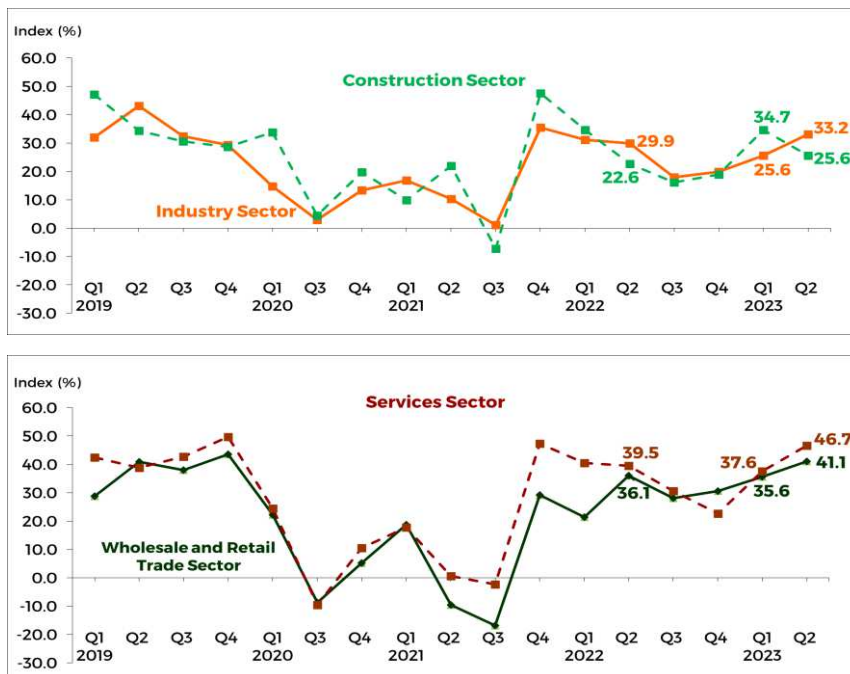 Index (%)
60.0
50.0
40.0
30.0
20.0
10.0
0.0
-10.0
-20.0
-30.0
Construction Sector
Industry Sector
29.9
22.6
34.7
25.6
33.2
25.6
Q1 Q2 Q3 Q4 Q1 Q3 Q4 Q1 Q2 Q3 Q4 Q1 Q2 Q3 Q4 Q1 Q2
2019 2020 2021 2022 2023
Index (%)
60.0
50.0
40.0
30.0
20.0
10.0
0.0
-10.0
-20.0
-30.0
Services Sector
Wholesale and Retail
Trade Sector
39.5
36.1
37.6
35.6
46.7
41.1
Q1 Q2 Q3 Q4 Q1 Q3 Q4 Q1 Q2 Q3 Q4 Q1 Q2 Q3 Q4 Q1 Q2
2019 2020 2021 2022 2023